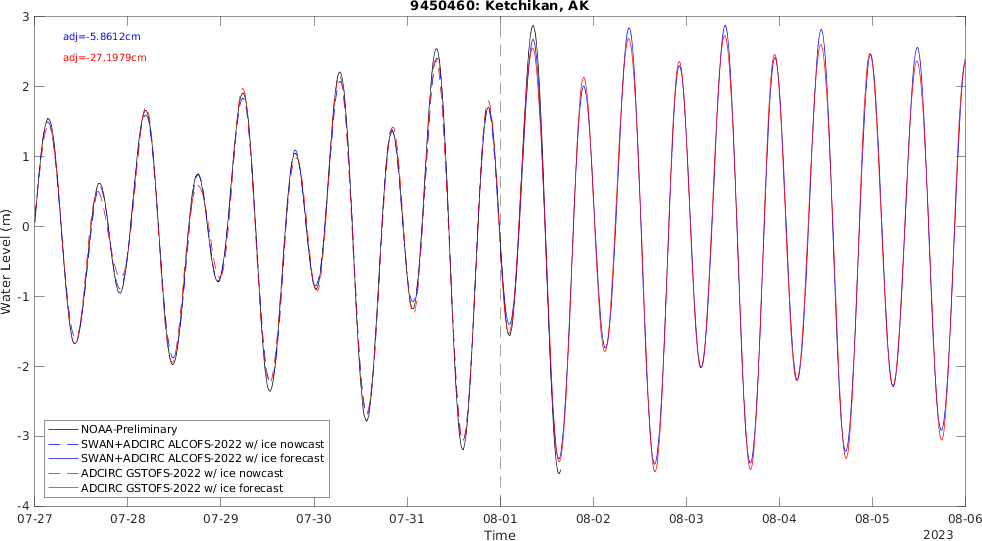 9450460: Ketchikan, AK
adj=-5.8612cm
adj=-27.1979cm
3
2
1
0
-1
-2
-3
-4
Water Level (m)
NOAA-Preliminary
SWAN+ADCIRC ALCOFS-2022 w/ ice nowcast
SWAN+ADCIRC ALCOFS-2022 w/ ice forecast
ADCIRC GSTOFS-2022 w/ ice nowcast
ADCIRC GSTOFS-2022 w/ ice forecast
07-27 07-28 07-29 07-30 07-31 08-01 08-02 08-03 08-04 08-05 08-06
Time
2023